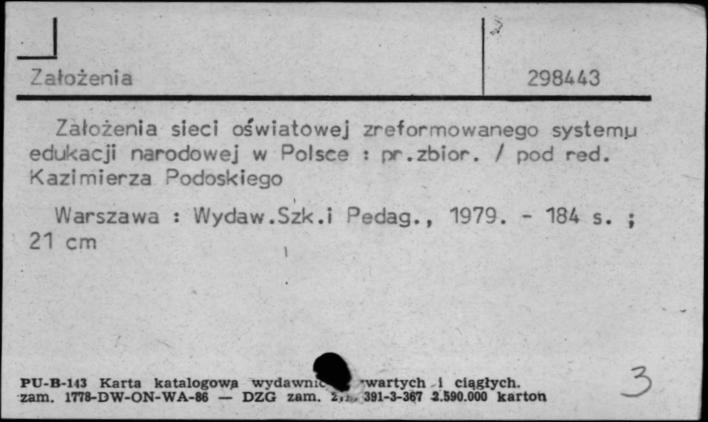 Założenia 298443
Założenia sieci oświatowej zreformowanego systemu
edukacji narodowej w Polsce : pr.zbior. / pod red.
Kazimierza Podoskiego
Warszawa : Wydaw.Szk.i Pedag., 1979. - 184 s. ;
21 cm
3
PU-B-143 Karta katalogowa wartych i ciągłych.
zam. 1778-DW-ON-WA-86 — DZG zam. 391-3-367 2.590.000 karton